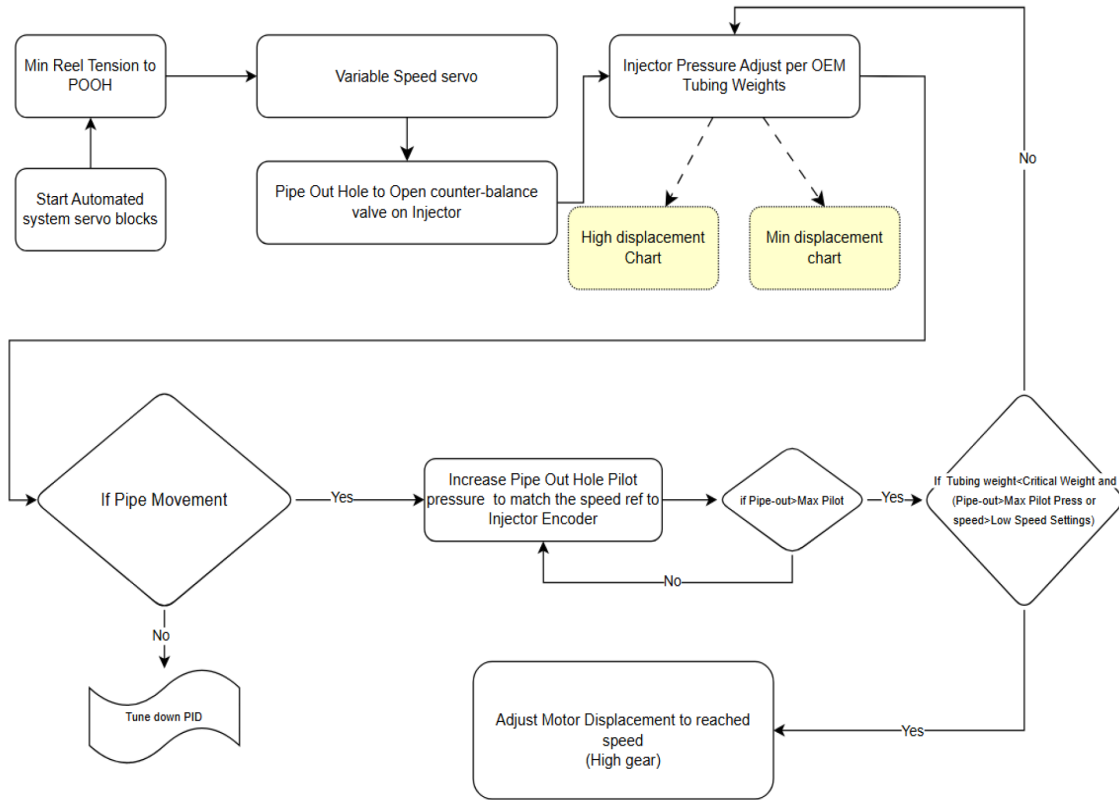 Min Reel Tension to
POOH
Variable Speed servo
Injector Pressure Adjust per OEM
Tubing Weights
Start Automated
system servo blocks
Pipe Out Hole to Open counter-balance
valve on Injector
No
High displacement
Chart
Min displacement
chart
If Pipe Movement
Yes
Increase Pipe Out Hole Pilot
pressure to match the speed ref to
Injector Encoder
if Pipe-out>Max Pilot
Yes
If Tubing weight<Critical Weight and
(Pipe-out>Max Pilot Press or
speed>Low Speed Settings)
No
No
Tune down PID
Adjust Motor Displacement to reached
speed
(High gear)
Yes